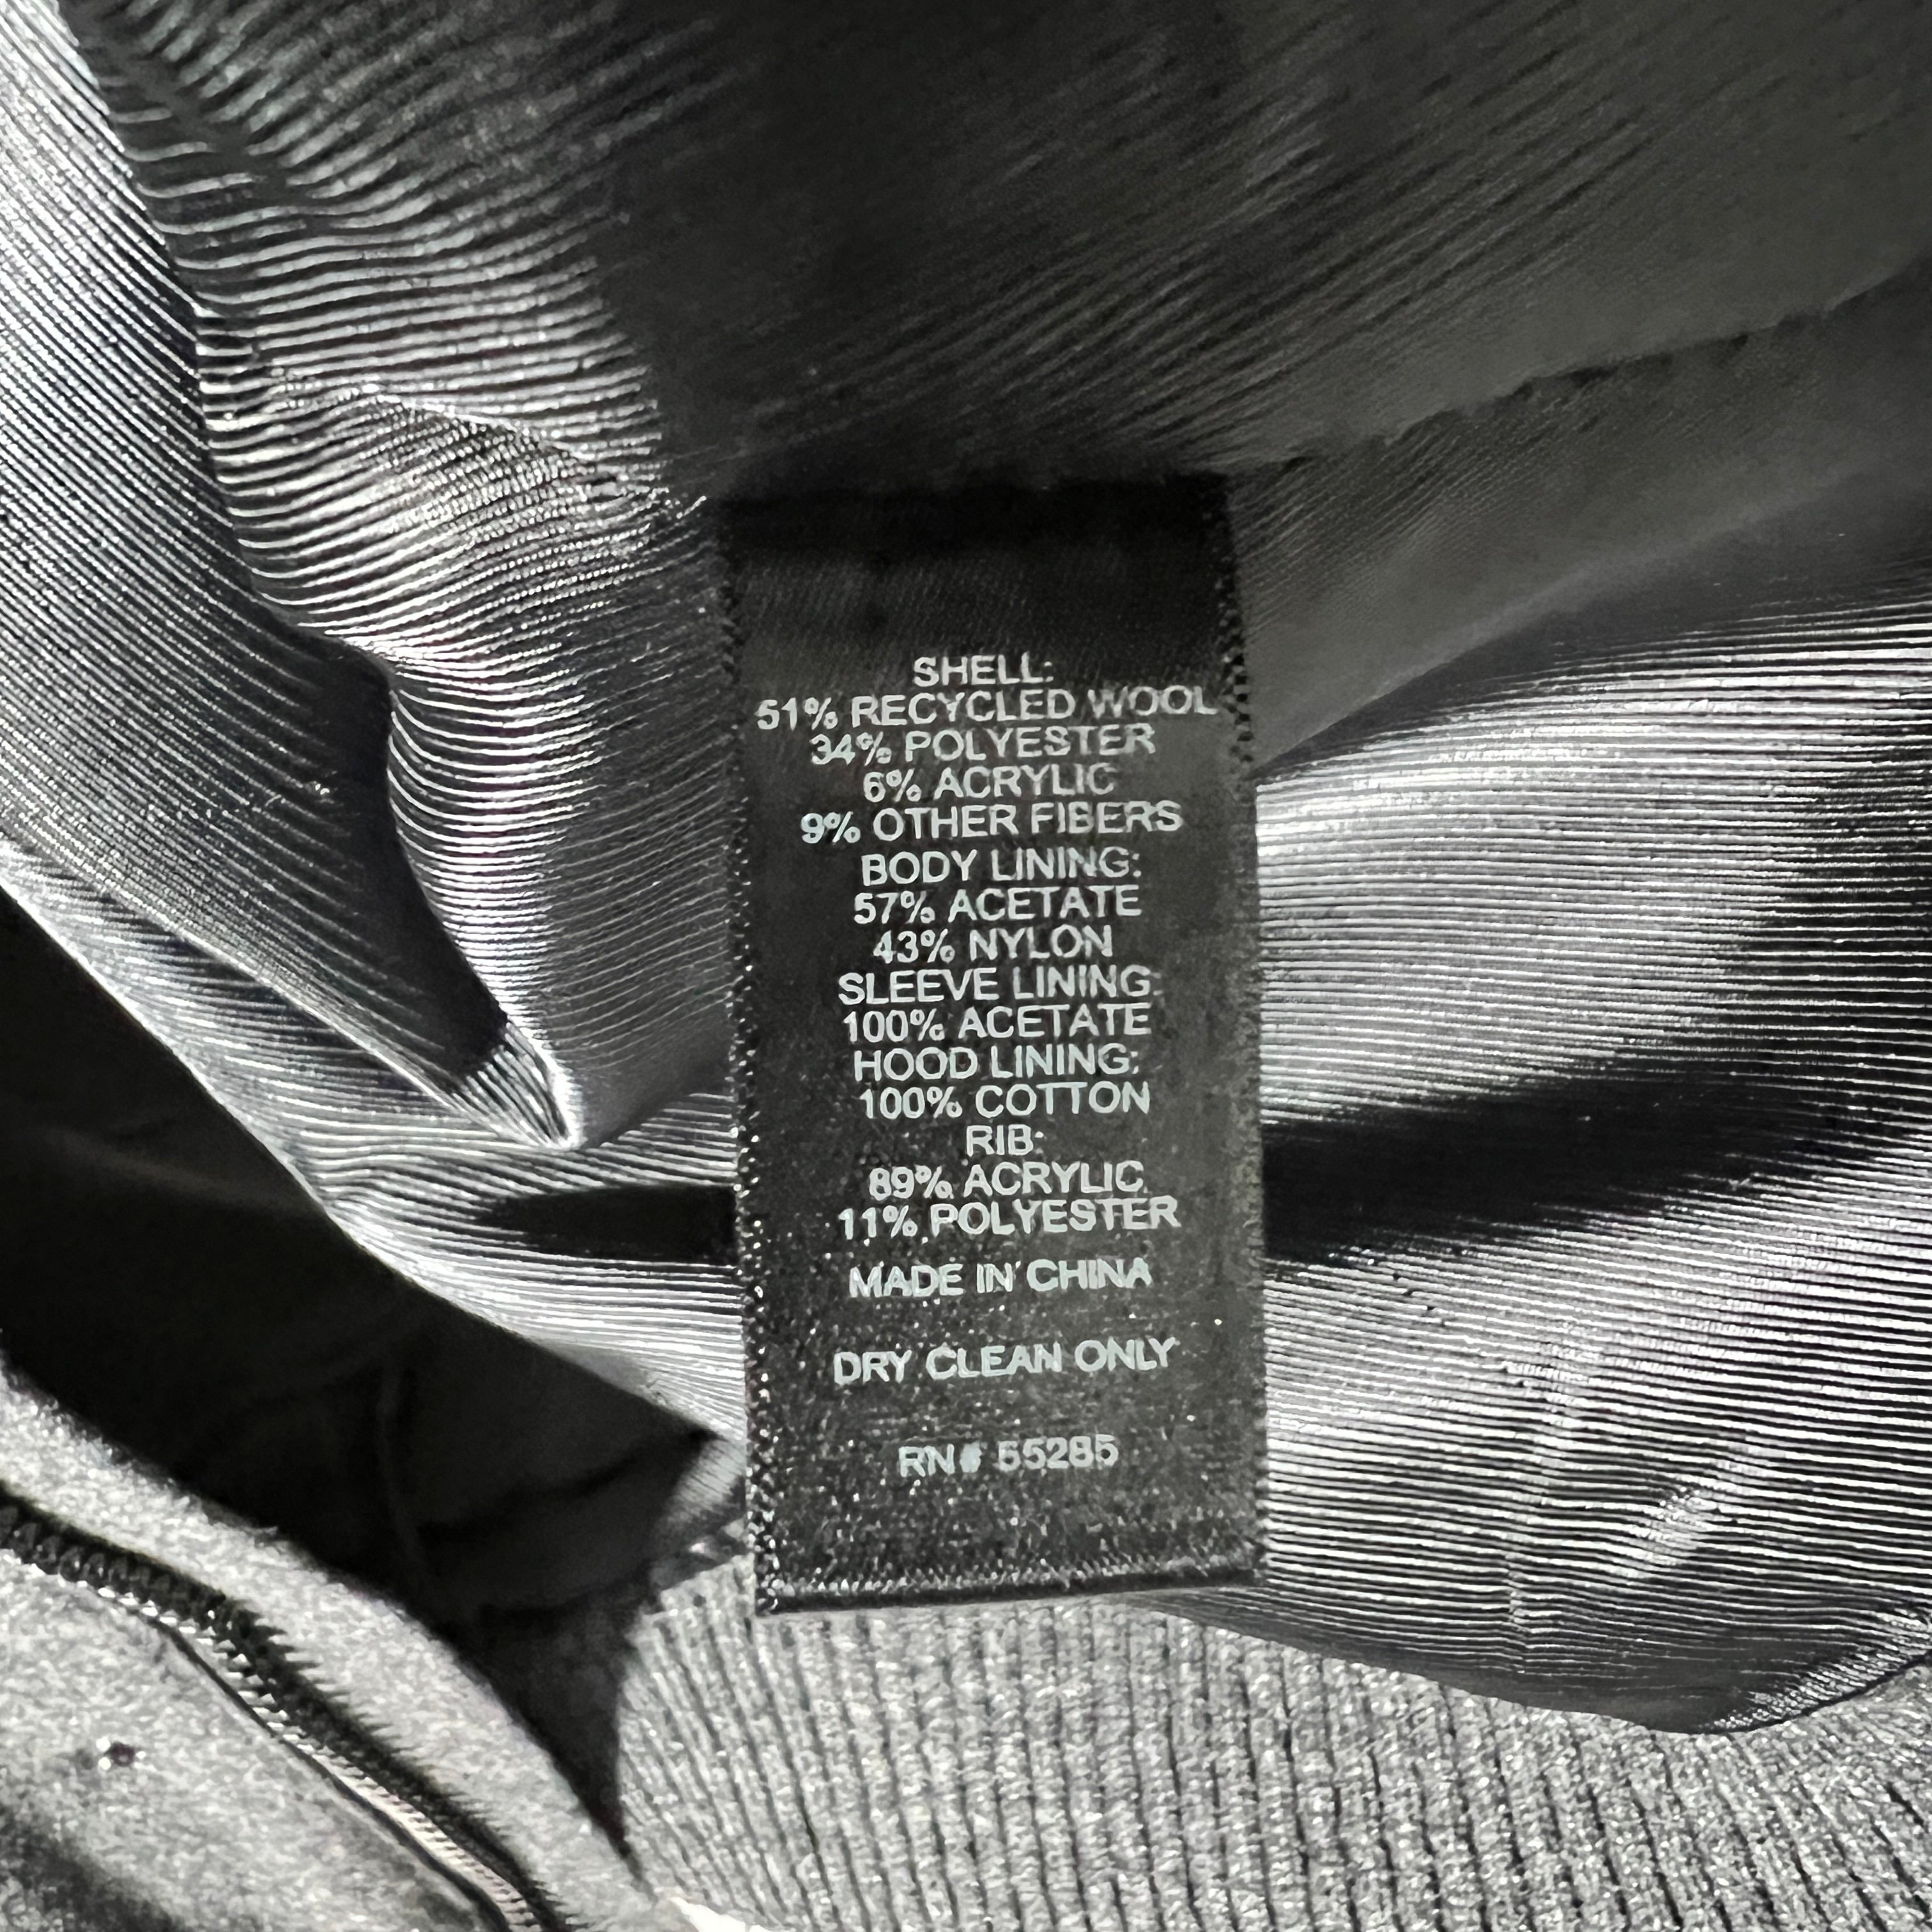 SHELL:
51% RECYCLED WOOL
34% POLYESTER
6% ACRYLIC
9% OTHER FIBERS
BODY LINING:
57% ACETATE
43% NYLON
SLEEVE LINING:
100% ACETATE
HOOD LINING:
100% COTTON
RIB:
89% ACRYLIC
11% POLYESTER
MADE IN CHINA
DRY CLEAN ONLY
RN# 55285